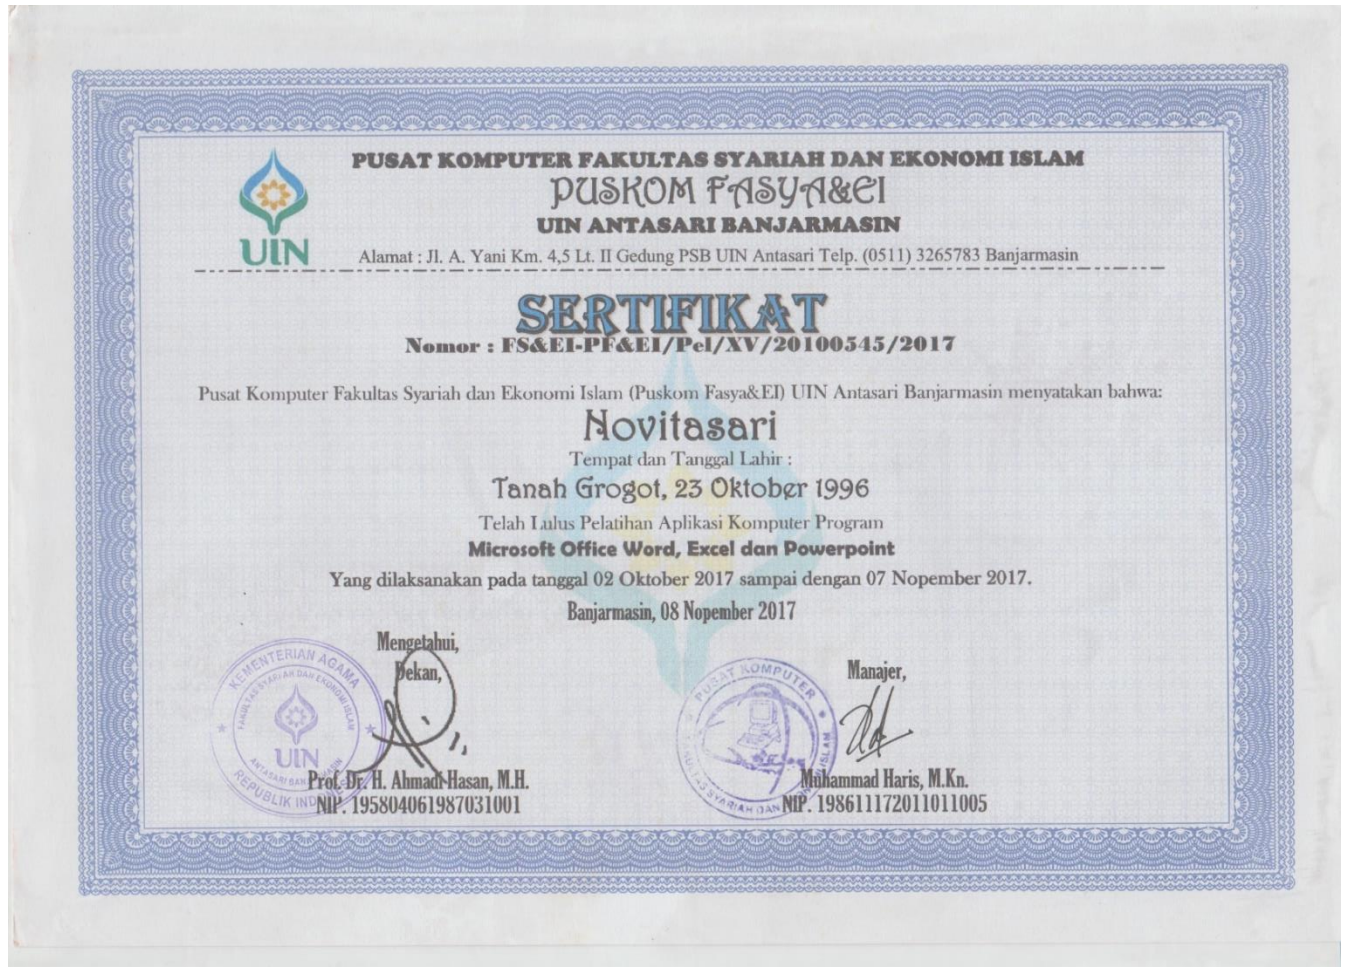 PUSAT KOMPUTER FAKULTAS SYARIAH DAN EKONOMI ISLAM
PUSKOM FASYA&EI
UIN ANTASARI BANJARMASIN
UIN
Alamat : Jl. A. Yani Km. 4,5 Lt. II Gedung PSB UIN Antasari Telp. (0511) 3265783 Banjarmasin
SERTIFIKAT
Nomor : FS&EI-PF&EI/Pel/XV/20100545/2017
Pusat Komputer Fakultas Syariah dan Ekonomi Islam (Puskom Fasya&EI) UIN Antasari Banjarmasin menyatakan bahwa:
Novitasari
Tempat dan Tanggal Lahir :
Tanah Grogot, 23 Oktober 1996
Telah Lulus Pelatihan Aplikasi Komputer Program
Microsoft Office Word, Excel dan Powerpoint
Yang dilaksanakan pada tanggal 02 Oktober 2017 sampai dengan 07 Nopember 2017.
Banjarmasin, 08 Nopember 2017
Mengetahui,
Dekan,
KEMENTERIAN AGAMA
FAKULTAS SYARIAH DAN EKONOMI ISLAM
UIN
ANTASARI BANJARMASIN
REPUBLIK INDONESIA
Prof. Dr. H. Ahmadi Hasan, M.H.
NIP. 195804061987031001
Manajer,
PUSAT KOMPUTER
FAKULTAS SYARIAH DAN EKONOMI ISLAM
Muhammad Haris, M.Kn.
NIP. 198611172011011005